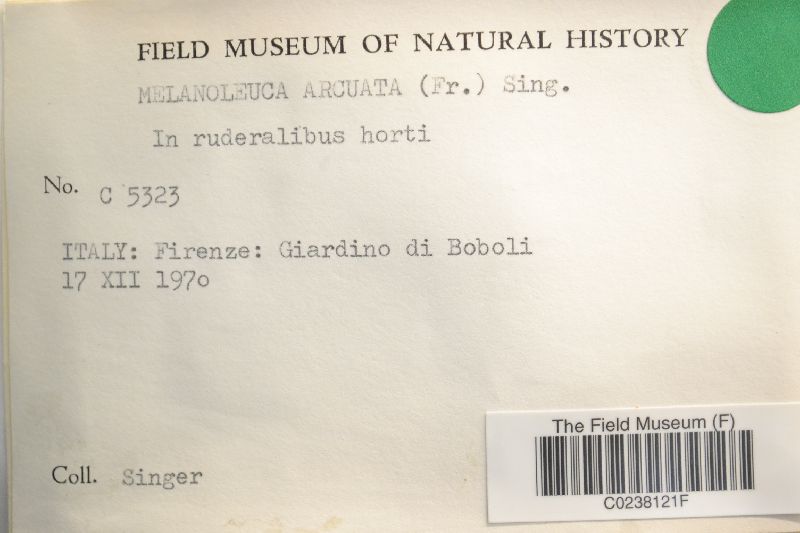 FIELD MUSEUM OF NATURAL HISTORY
MELANOLEUCA ARCUATA (Fr.) Sing.
In ruderalibus horti
No. C 5323
ITALY: Firenze: Giardino di Boboli
17 XII 1970
The Field Museum (F)
C0238121F
Coll. Singer